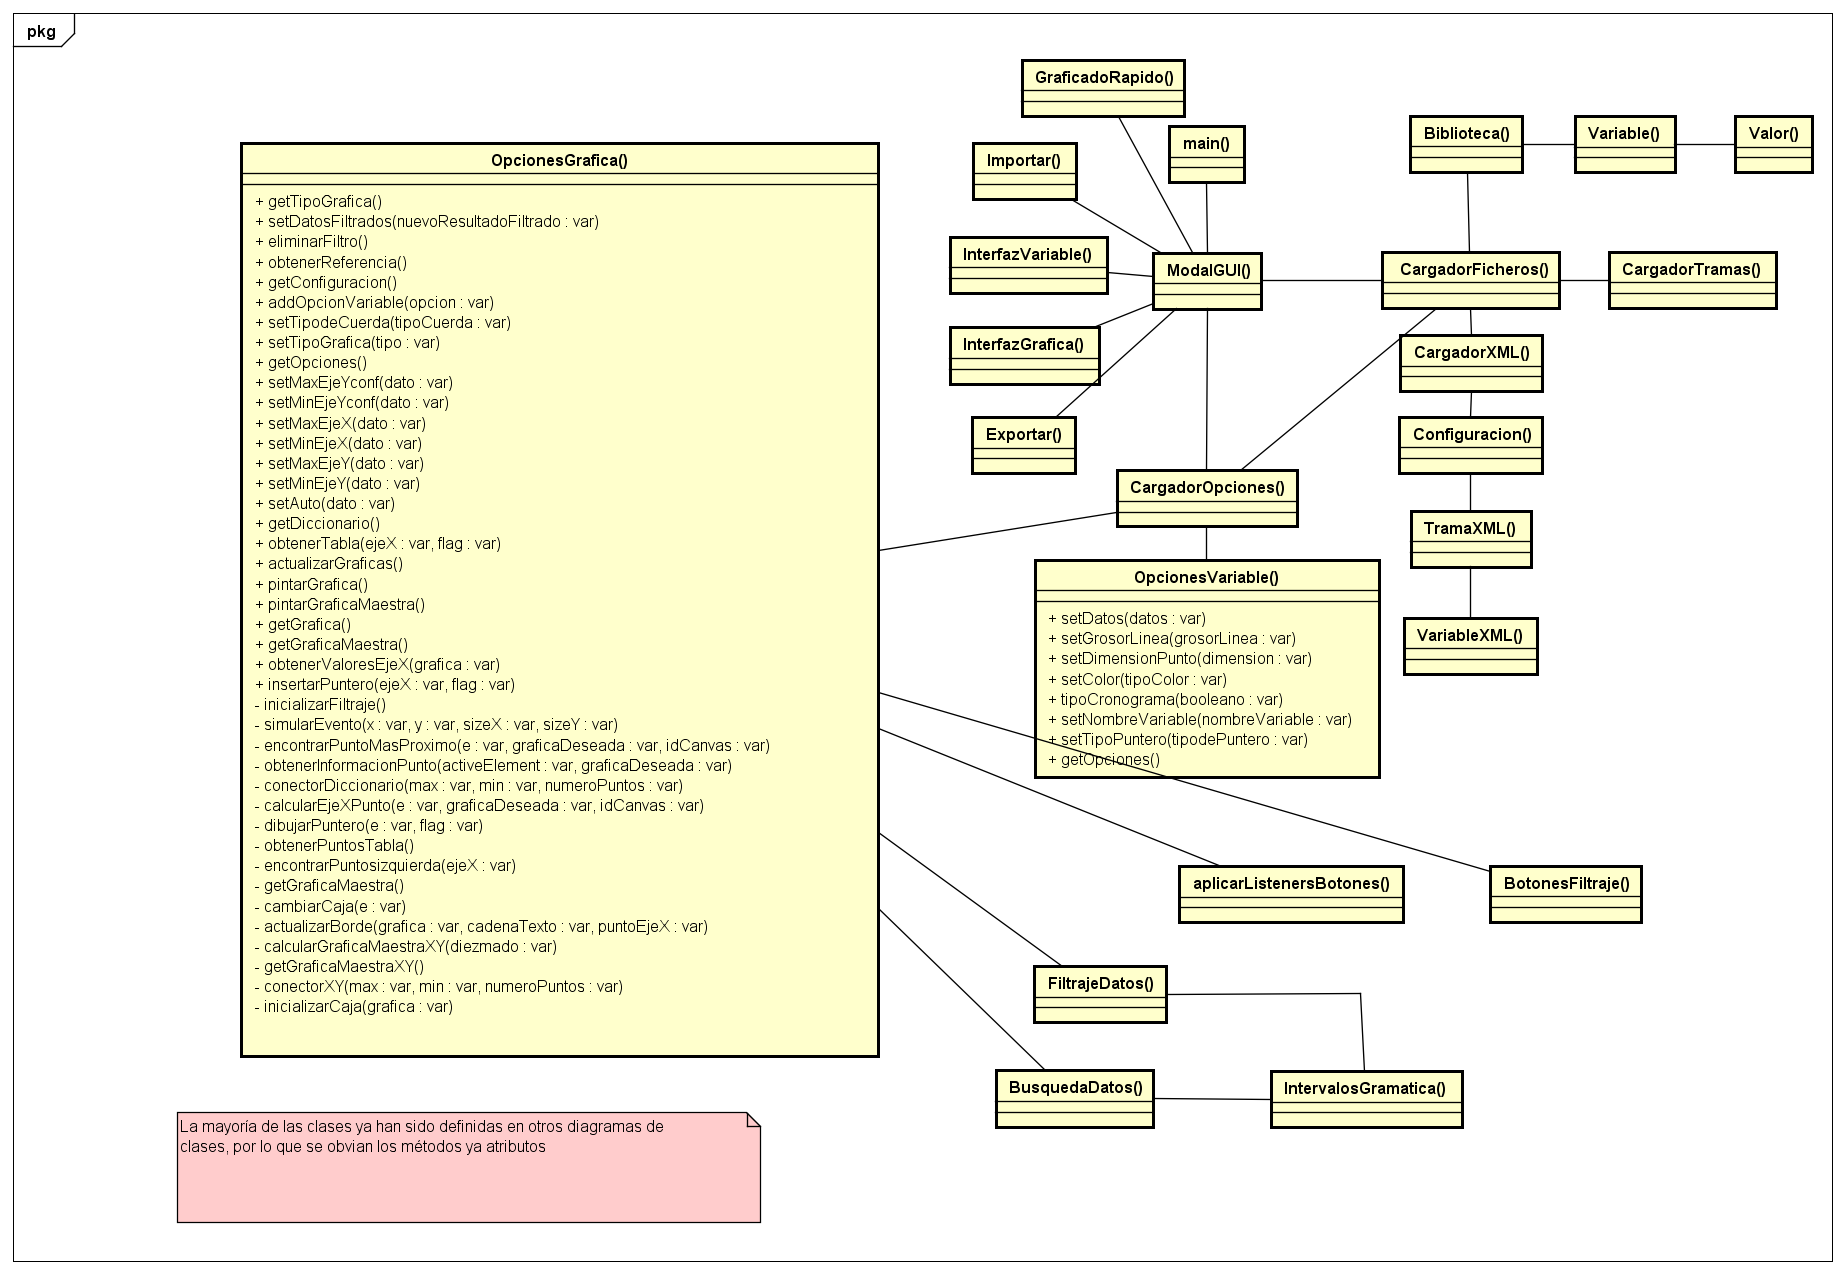 pkg
OpcionesGrafica()
+ getTipoGrafica()
+ setDatosFiltrados(nuevoResultadoFiltrado : var)
+ eliminarFiltro()
+ obtenerReferencia()
+ getConfiguracion()
+ addOpcionVariable(opcion : var)
+ setTipodeCuerda(tipoCuerda : var)
+ setTipoGrafica(tipo : var)
+ getOpciones()
+ setMaxEjeYconf(dato : var)
+ setMinEjeYconf(dato : var)
+ setMaxEjeX(dato : var)
+ setMinEjeX(dato : var)
+ setMaxEjeY(dato : var)
+ setMinEjeY(dato : var)
+ setAuto(dato : var)
+ getDiccionario()
+ obtenerTabla(ejeX : var, flag : var)
+ actualizarGraficas()
+ pintarGrafica()
+ pintarGraficaMaestra()
+ getGrafica()
+ getGraficaMaestra()
+ obtenerValoresEjeX(grafica : var)
+ insertarPuntero(ejeX : var, flag : var)
- inicializarFiltraje()
- simularEvento(x : var, y : var, sizeX : var, sizeY : var)
- encontrarPuntoMasProximo(e : var, graficaDeseada : var, idCanvas : var)
- obtenerInformacionPunto(activeElement : var, graficaDeseada : var)
- conectorDiccionario(max : var, min : var, numeroPuntos : var)
- calcularEjeXPunto(e : var, graficaDeseada : var, idCanvas : var)
- dibujarPuntero(e : var, flag : var)
- obtenerPuntosTabla()
- encontrarPuntosizquierda(ejeX : var)
- getGraficaMaestra()
- cambiarCaja(e : var)
- actualizarBorde(grafica : var, cadenaTexto : var, puntoEjeX : var)
- calcularGraficaMaestraXY(diezmado : var)
- getGraficaMaestraXY()
- conectorXY(max : var, min : var, numeroPuntos : var)
- inicializarCaja(grafica : var)
GraficadoRapido()
main()
Importar()
InterfazVariable()
ModalGUI()
InterfazGrafica()
Exportar()
Biblioteca()
Variable()
Valor()
CargadorFicheros()
CargadorTramas()
CargadorXML()
Configuracion()
TramaXML()
VariableXML()
CargadorOpciones()
OpcionesVariable()
+ setDatos(datos : var)
+ setGrosorLinea(grosorLinea : var)
+ setDimensionPunto(dimension : var)
+ setColor(tipoColor : var)
+ tipoCronograma(booleano : var)
+ setNombreVariable(nombreVariable : var)
+ setTipoPuntero(tipodePuntero : var)
+ getOpciones()
aplicarListenersBotones()
BotonesFiltraje()
FiltrajeDatos()
BusquedaDatos()
IntervalosGramatica()
La mayoría de las clases ya han sido definidas en otros diagramas de
clases, por lo que se obvian los métodos ya atributos